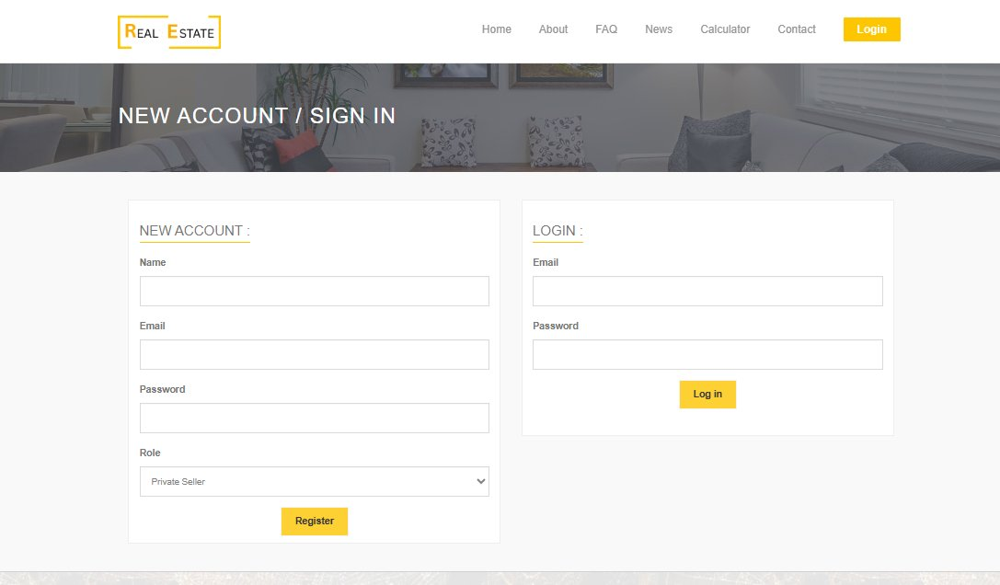 REAL ESTATE
Home About FAQ News Calculator Contact Login
NEW ACCOUNT / SIGN IN
NEW ACCOUNT :
Name
Email
Password
Role
Private Seller
Register
LOGIN :
Email
Password
Log in